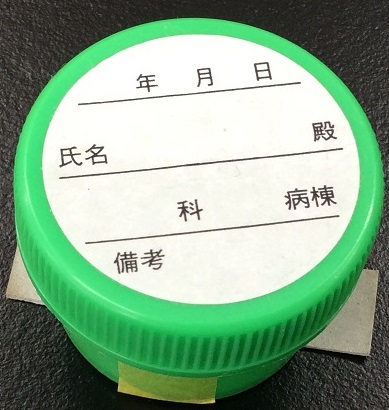 年 月 日
氏名 殿
科 病棟
備考